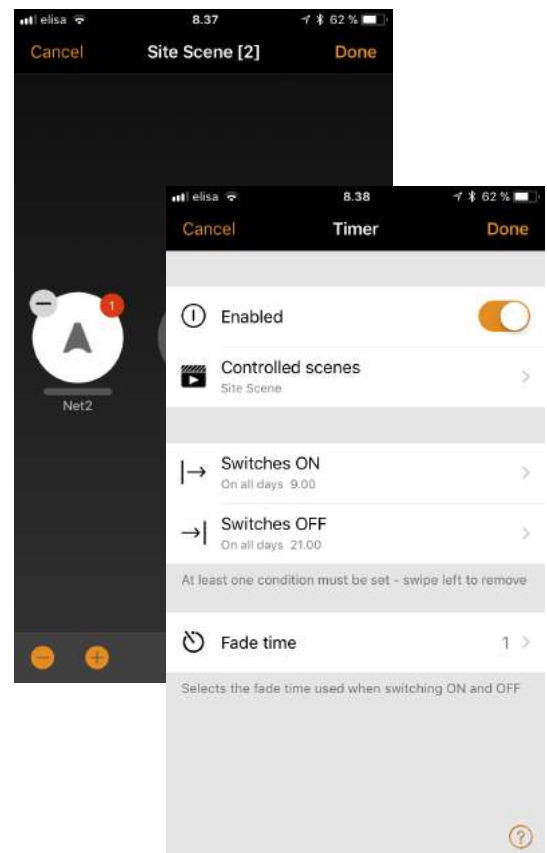 elisa 8.37 62 %
Cancel Site Scene [2] Done
1
A
Net2
elisa 8.38 62 %
Cancel Timer Done
Enabled
Controlled scenes
Site Scene
Switches ON
On all days 9.00
Switches OFF
On all days 21.00
At least one condition must be set - swipe left to remove
Fade time 1
Selects the fade time used when switching ON and OFF
?